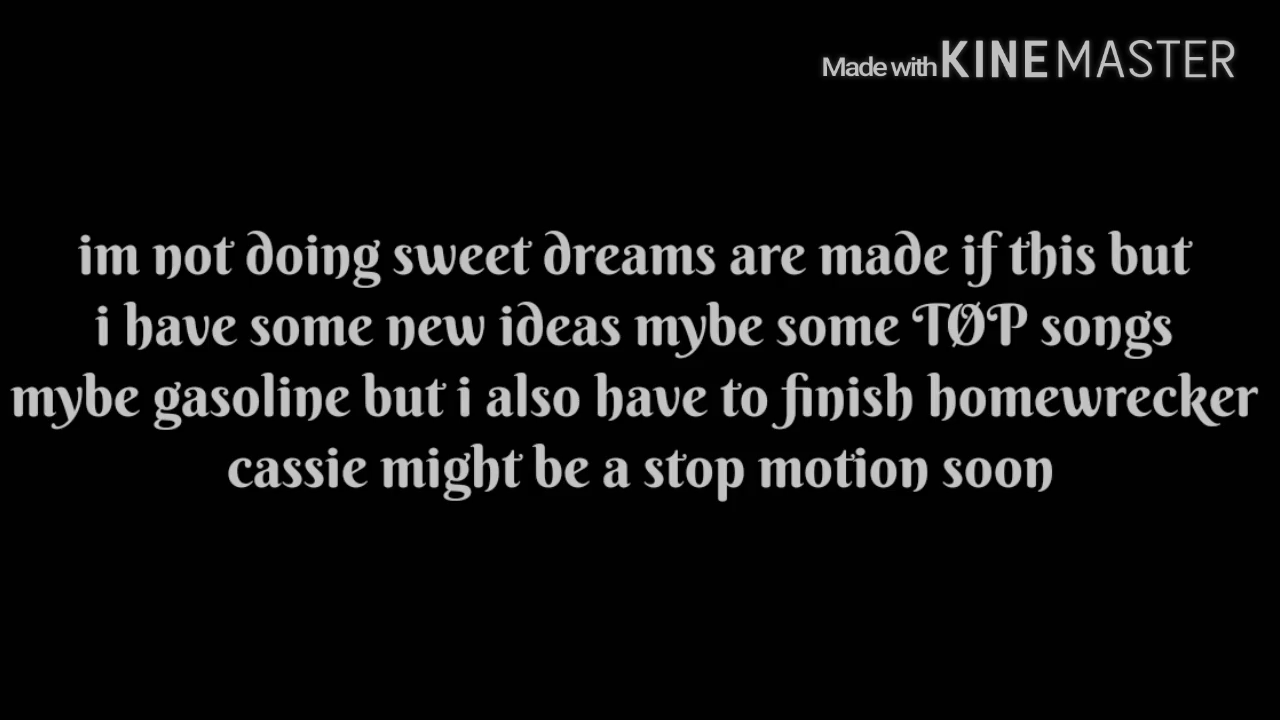 Made with KINEMASTER
im not doing sweet dreams are made if this but
i have some new ideas mybe some TØP songs
mybe gasoline but i also have to finish homewrecker
cassie might be a stop motion soon